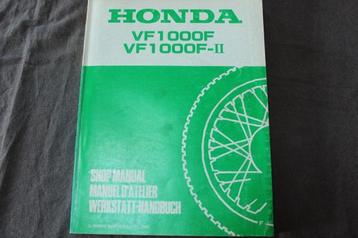 HONDA
VF1000F
VF1000F-II
SHOP MANUAL
MANUEL D'ATELIER
WERKSTATT-HANDBUCH